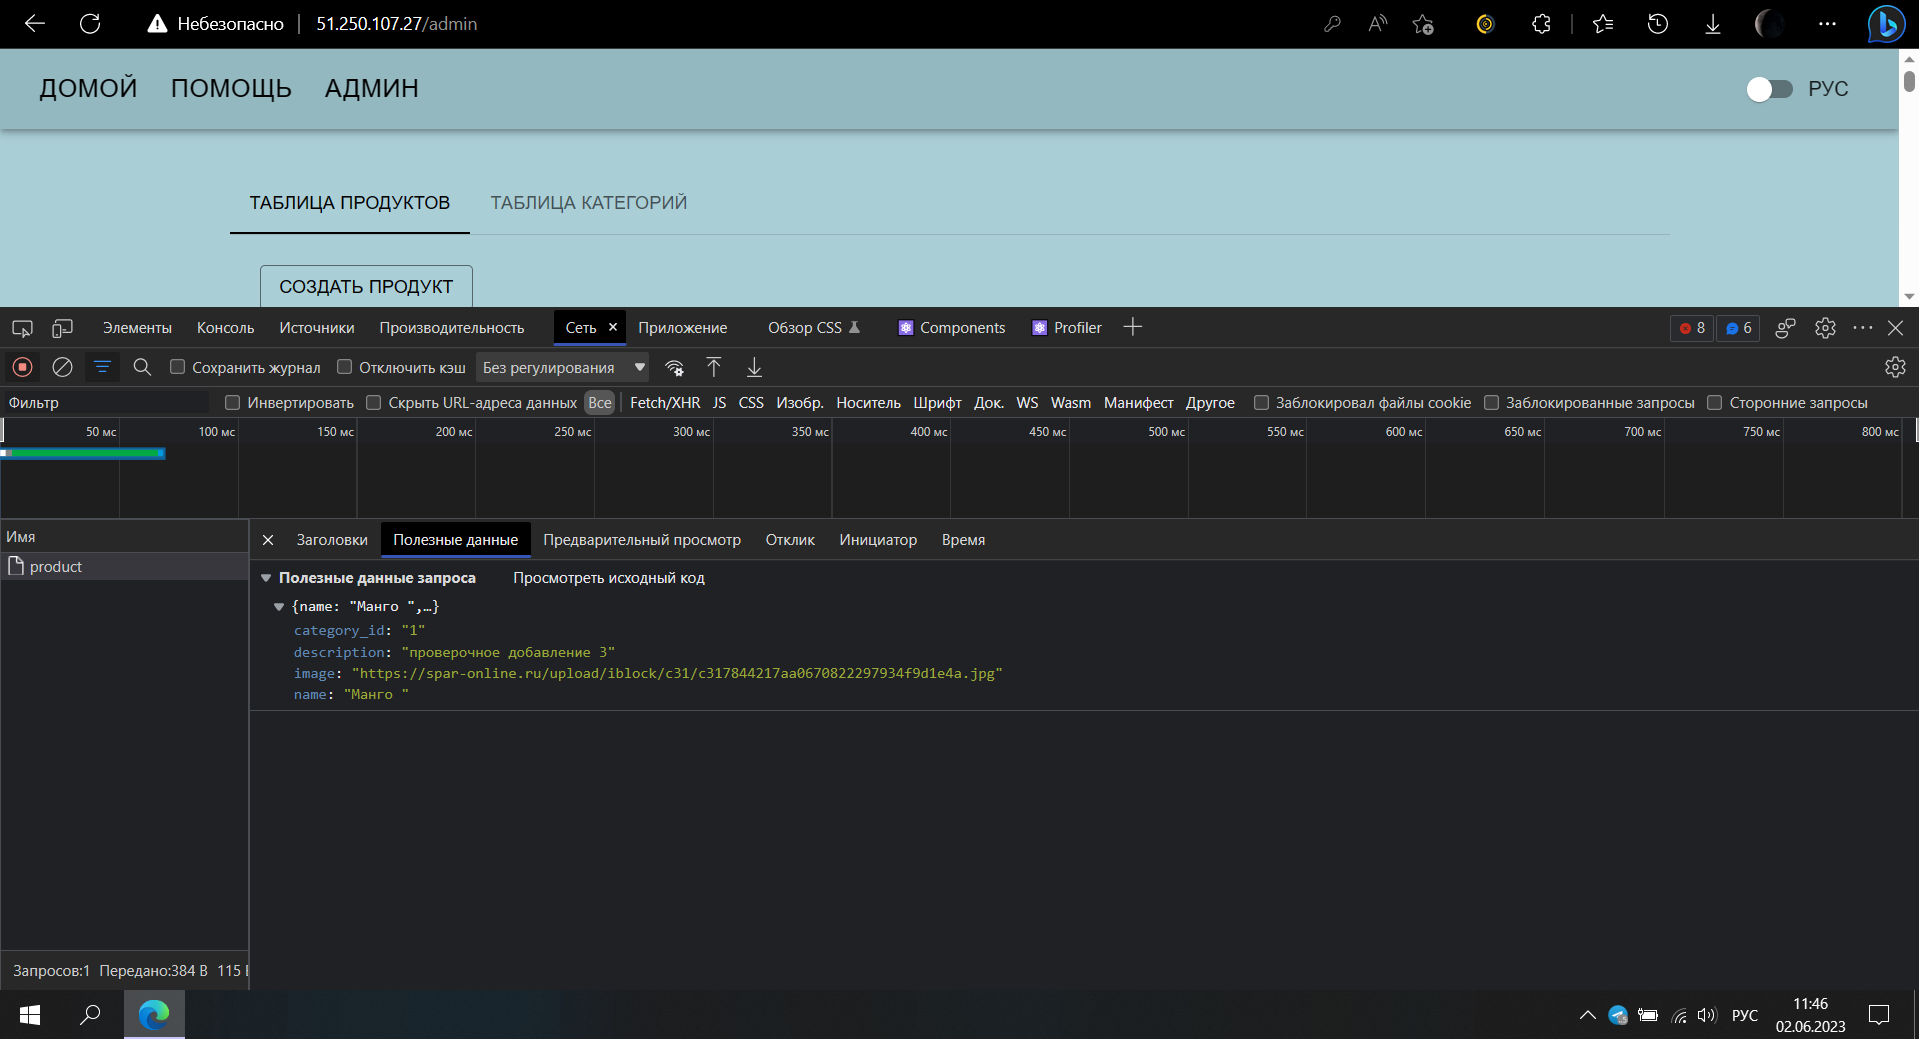 Небезопасно 51.250.107.27/admin
ДОМОЙ ПОМОЩЬ АДМИН РУС
ТАБЛИЦА ПРОДУКТОВ ТАБЛИЦА КАТЕГОРИЙ
СОЗДАТЬ ПРОДУКТ
Элементы Консоль Источники Производительность Сеть Приложение Обзор CSS Components Profiler 8 6
Сохранить журнал Отключить кэш Без регулирования
Фильтр Инвертировать Скрыть URL-адреса данных Все Fetch/XHR JS CSS Изобр. Носитель Шрифт Док. WS Wasm Манифест Другое Заблокировал файлы cookie Заблокированные запросы Сторонние запросы
50 мс 100 мс 150 мс 200 мс 250 мс 300 мс 350 мс 400 мс 450 мс 500 мс 550 мс 600 мс 650 мс 700 мс 750 мс 800 мс
Имя Заголовки Полезные данные Предварительный просмотр Отклик Инициатор Время
product
Полезные данные запроса Просмотреть исходный код
{name: "Манго ",…}
category_id: "1"
description: "проверочное добавление 3"
image: "https://spar-online.ru/upload/iblock/c31/c317844217aa0670822297934f9d1e4a.jpg"
name: "Манго "
Запросов:1 Передано:384 B 115
РУС 11:46
02.06.2023